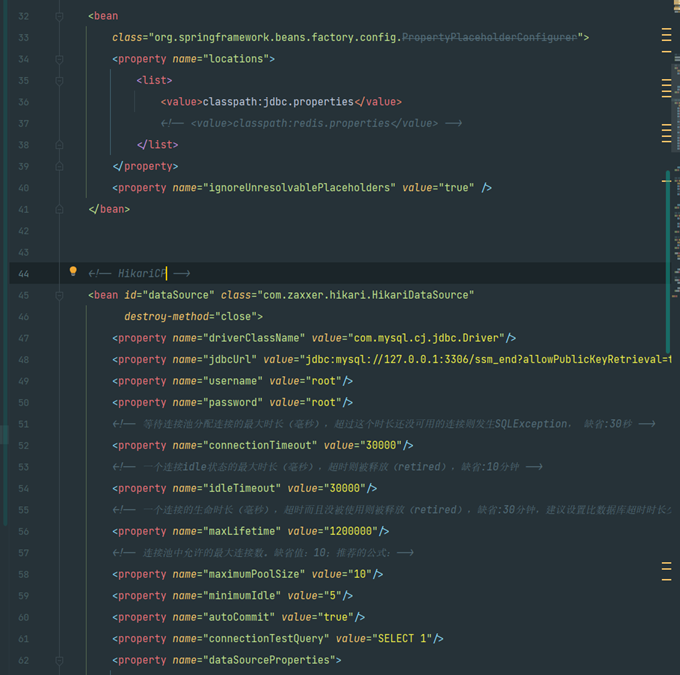 32 <bean
33 class="org.springframework.beans.factory.config.PropertyPlaceholderConfigurer">
34 <property name="locations">
35 <list>
36 <value>classpath:jdbc.properties</value>
37 <!-- <value>classpath:redis.properties</value> -->
38 </list>
39 </property>
40 <property name="ignoreUnresolvablePlaceholders" value="true" />
41 </bean>
42
43
44 <!-- HikariCP -->
45 <bean id="dataSource" class="com.zaxxer.hikari.HikariDataSource"
46 destroy-method="close">
47 <property name="driverClassName" value="com.mysql.cj.jdbc.Driver"/>
48 <property name="jdbcUrl" value="jdbc:mysql://127.0.0.1:3306/ssm_end?allowPublicKeyRetrieval=t
49 <property name="username" value="root"/>
50 <property name="password" value="root"/>
51 <!-- 等待连接池分配连接的最大时长（毫秒），超过这个时长还没可用的连接则发生SQLException， 缺省:30秒 -->
52 <property name="connectionTimeout" value="30000"/>
53 <!-- 一个连接idle状态的最大时长（毫秒），超时则被释放（retired），缺省:10分钟 -->
54 <property name="idleTimeout" value="30000"/>
55 <!-- 一个连接的生命时长（毫秒），超时而且没被使用则被释放（retired），缺省:30分钟，建议设置比数据库超时时长
56 <property name="maxLifetime" value="1200000"/>
57 <!-- 连接池中允许的最大连接数。缺省值：10；推荐的公式：-->
58 <property name="maximumPoolSize" value="10"/>
59 <property name="minimumIdle" value="5"/>
60 <property name="autoCommit" value="true"/>
61 <property name="connectionTestQuery" value="SELECT 1"/>
62 <property name="dataSourceProperties">